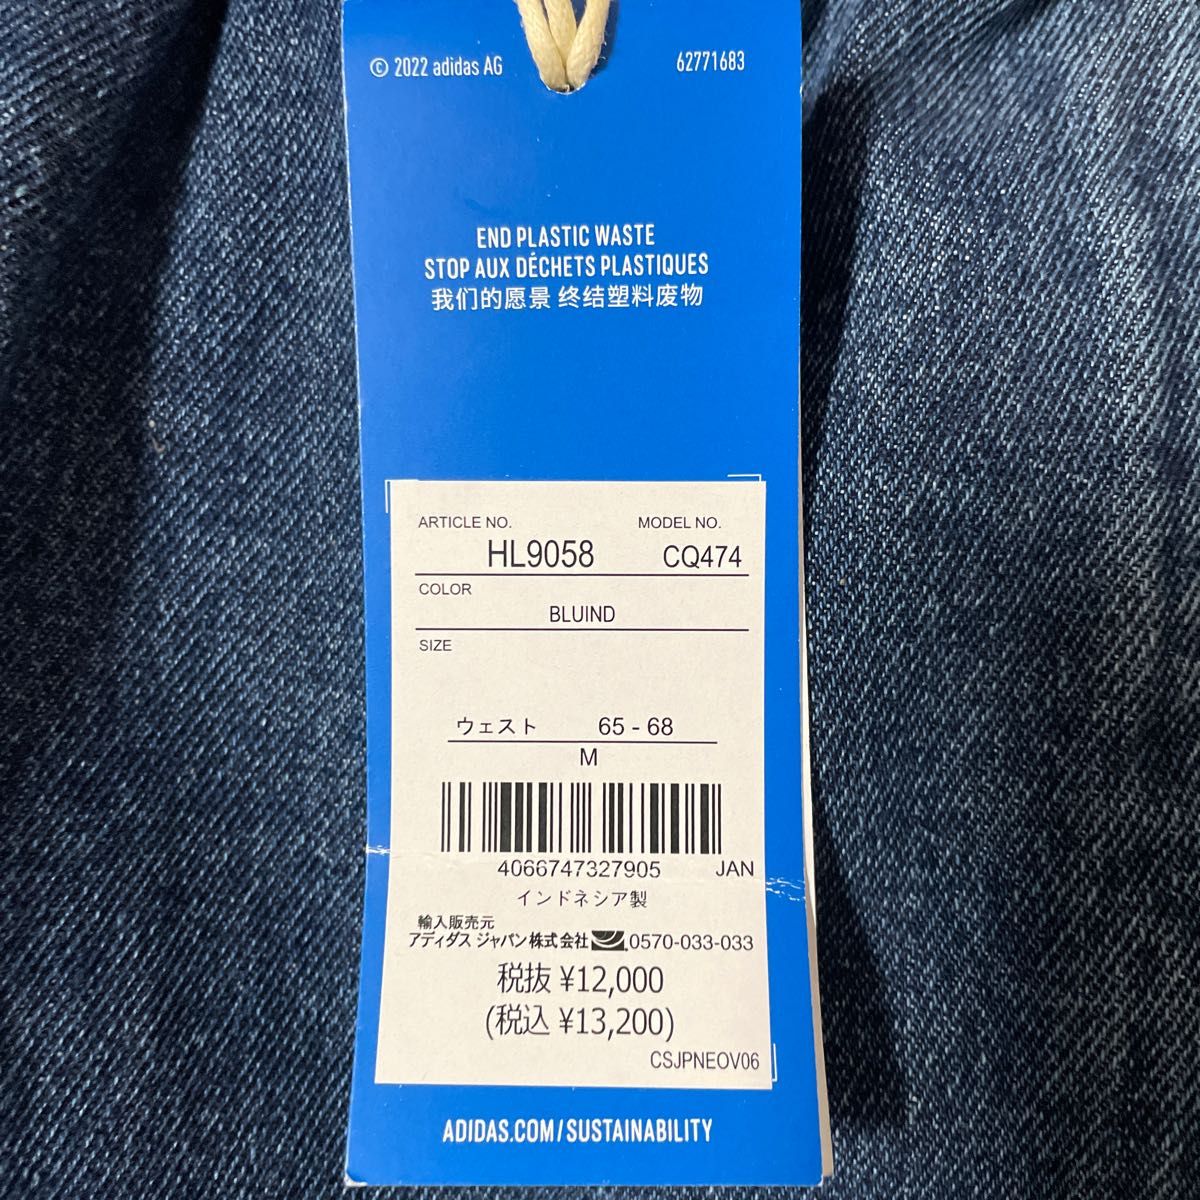 © 2022 adidas AG 62771683
END PLASTIC WASTE
STOP AUX DÉCHETS PLASTIQUES
我们的愿景 终结塑料废物
ARTICLE NO. MODEL NO.
HL9058 CQ474
COLOR
BLUIND
SIZE
ウェスト 65 - 68
M
4066747327905 JAN
インドネシア製
輸入販売元
アディダス ジャパン株式会社 0570-033-033
税抜 ¥12,000
(税込 ¥13,200)
CSJPNEOV06
ADIDAS.COM/SUSTAINABILITY